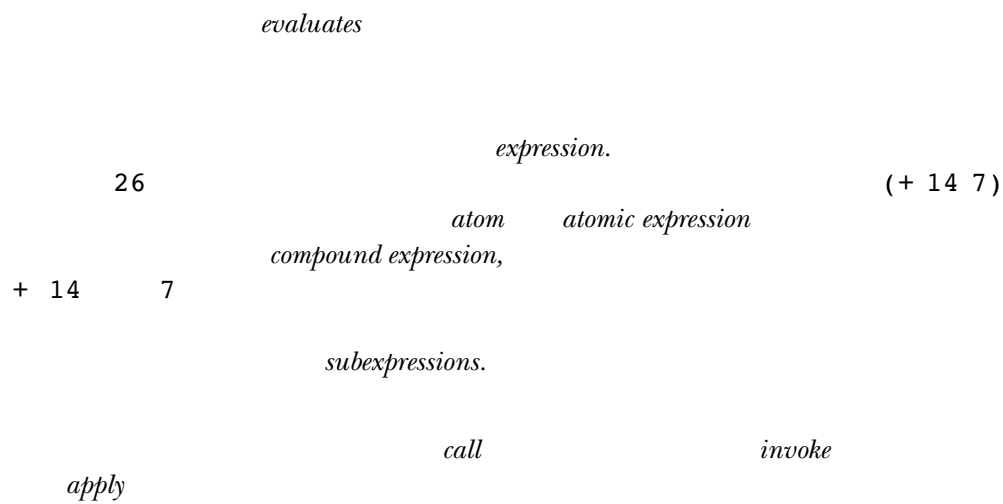 evaluates
expression.
26 (+ 14 7)
atom atomic expression
compound expression,
+ 14 7
subexpressions.
call invoke
apply